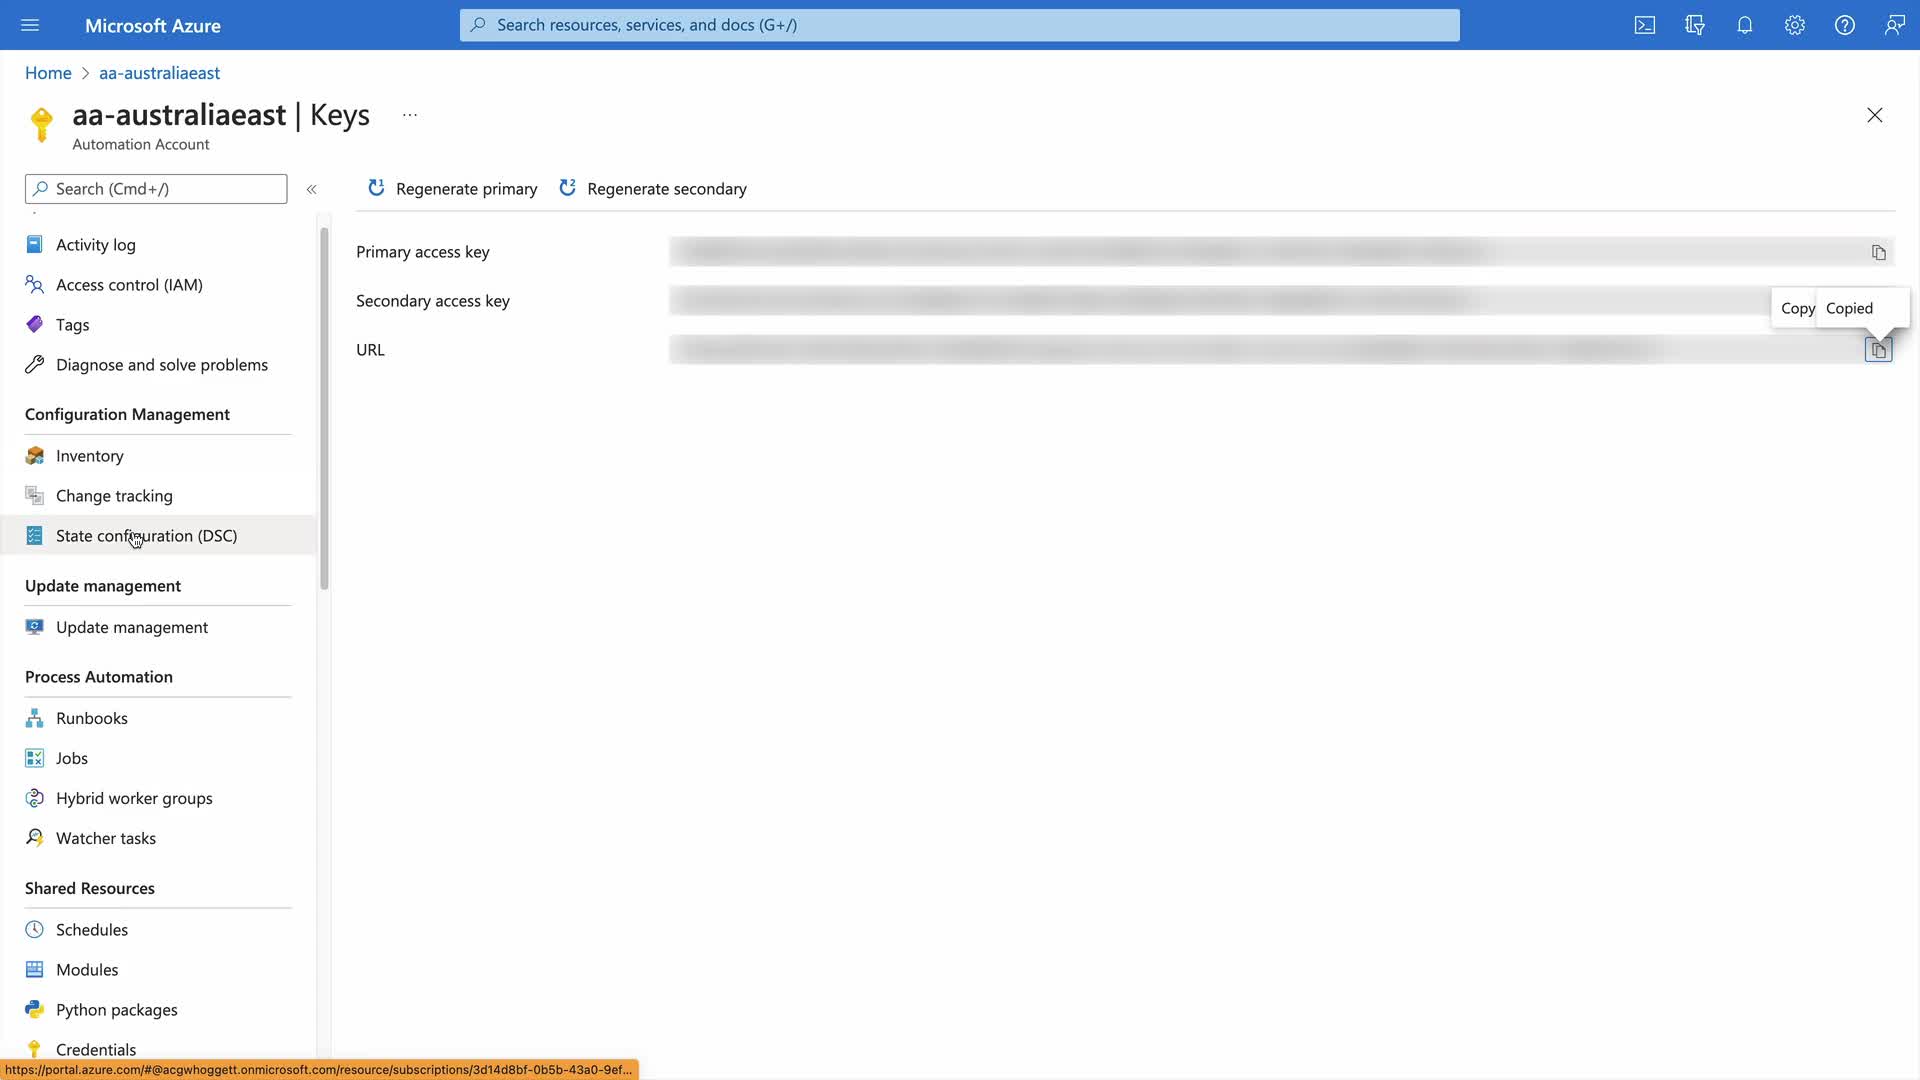 Microsoft Azure
Search resources, services, and docs (G+/)
Home > aa-australiaeast
aa-australiaeast | Keys ...
Automation Account
Search (Cmd+/)
Regenerate primary
Regenerate secondary
Activity log
Access control (IAM)
Tags
Diagnose and solve problems
Configuration Management
Inventory
Change tracking
State configuration (DSC)
Update management
Update management
Process Automation
Runbooks
Jobs
Hybrid worker groups
Watcher tasks
Shared Resources
Schedules
Modules
Python packages
Credentials
Primary access key
Secondary access key
Copy
Copied
URL
https://portal.azure.com/#@acgwhoggett.onmicrosoft.com/resource/subscriptions/3d14d8bf-0b5b-43a0-9ef...